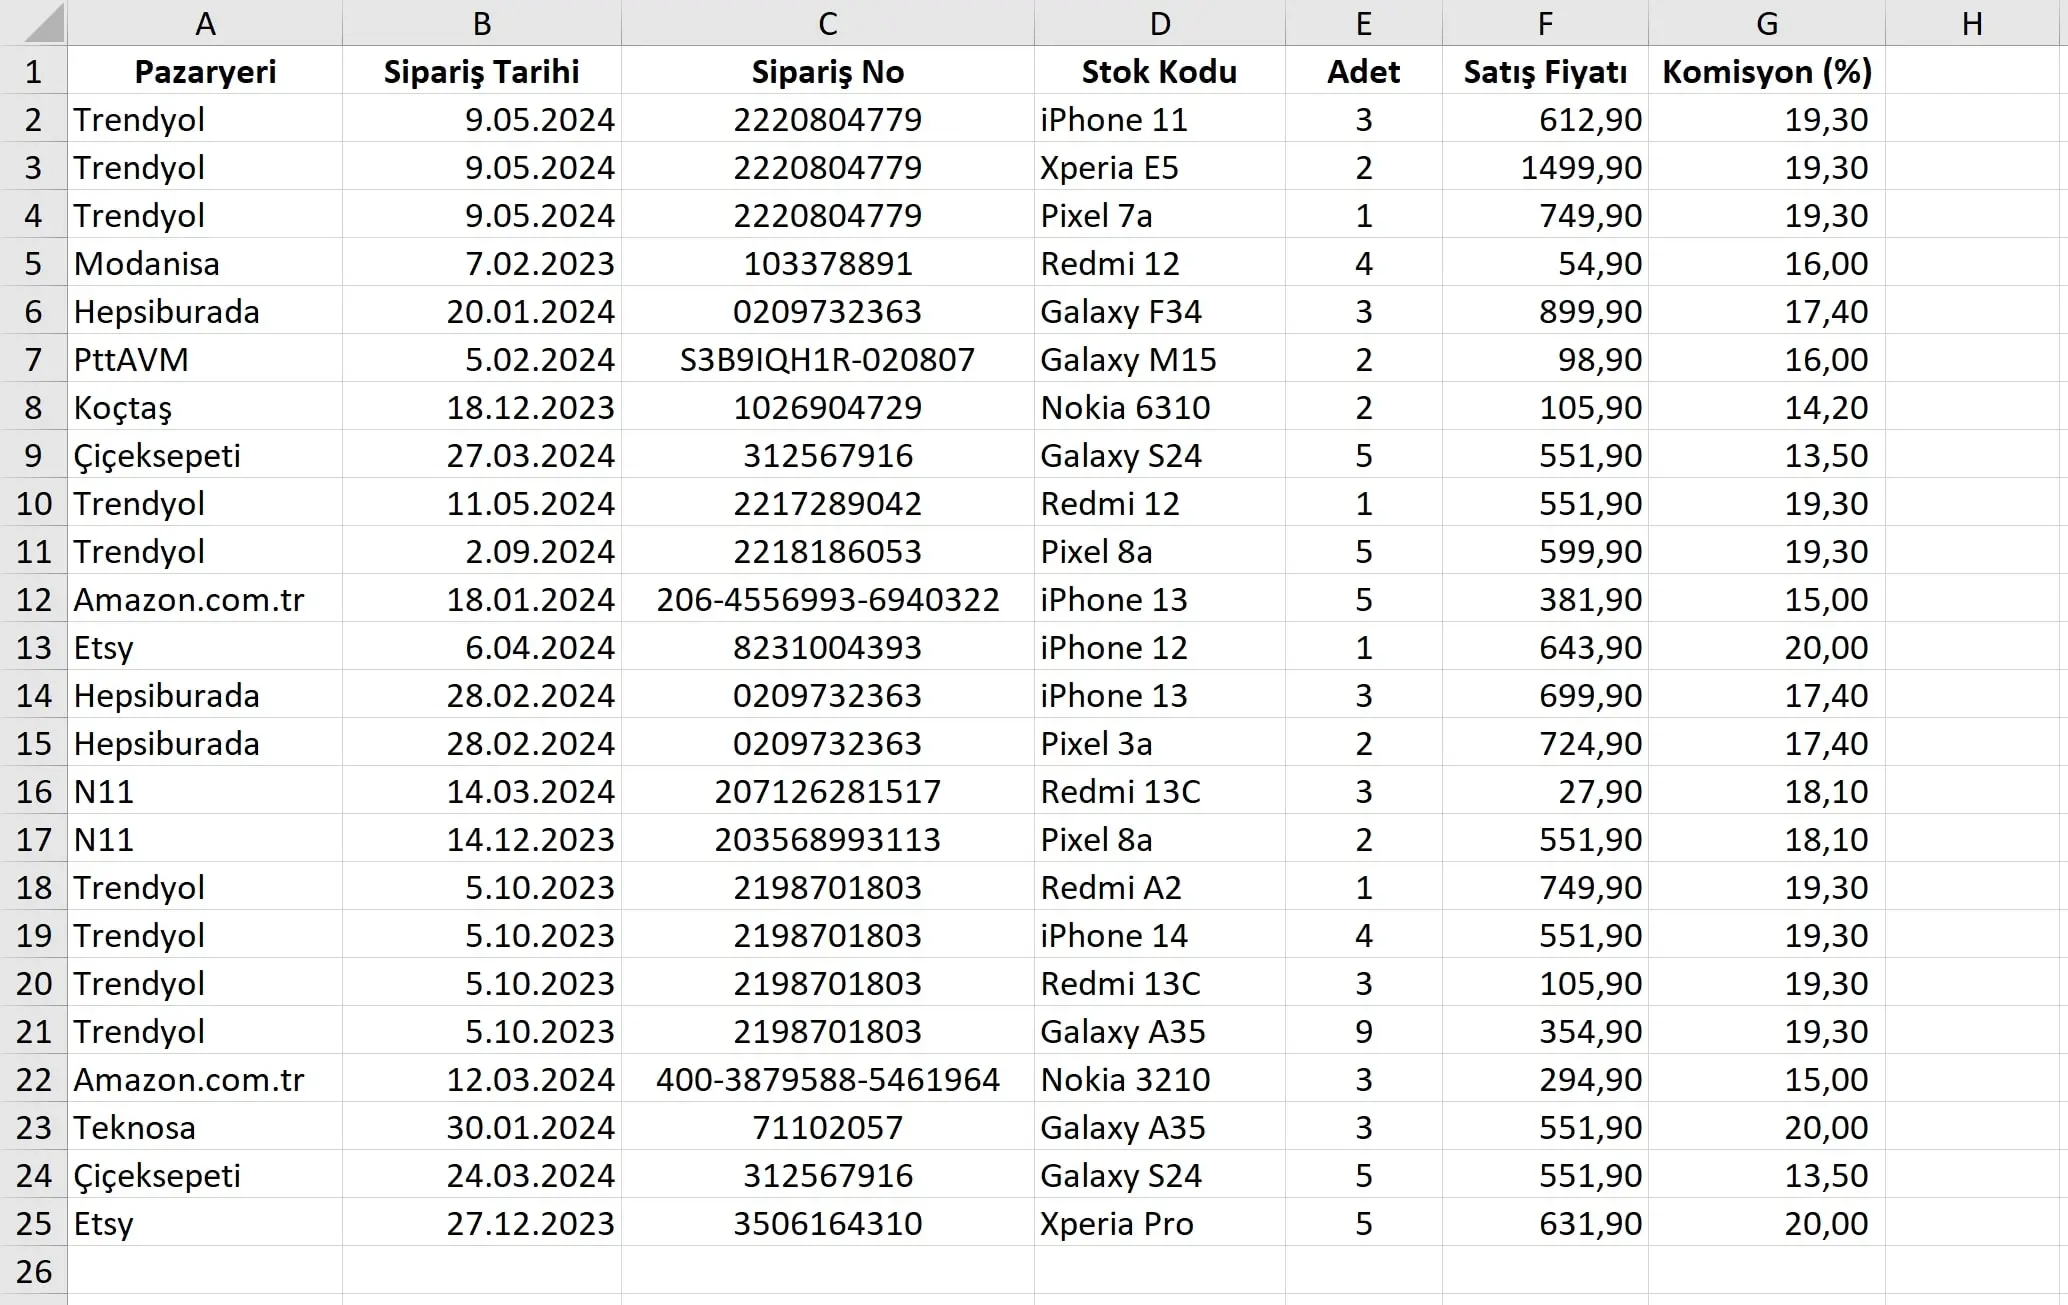 A B C D E F G H
1 Pazaryeri Sipariş Tarihi Sipariş No Stok Kodu Adet Satış Fiyatı Komisyon (%)
2 Trendyol 9.05.2024 2220804779 iPhone 11 3 612,90 19,30
3 Trendyol 9.05.2024 2220804779 Xperia E5 2 1499,90 19,30
4 Trendyol 9.05.2024 2220804779 Pixel 7a 1 749,90 19,30
5 Modanisa 7.02.2023 103378891 Redmi 12 4 54,90 16,00
6 Hepsiburada 20.01.2024 0209732363 Galaxy F34 3 899,90 17,40
7 PttAVM 5.02.2024 S3B9IQH1R-020807 Galaxy M15 2 98,90 16,00
8 Koçtaş 18.12.2023 1026904729 Nokia 6310 2 105,90 14,20
9 Çiçeksepeti 27.03.2024 312567916 Galaxy S24 5 551,90 13,50
10 Trendyol 11.05.2024 2217289042 Redmi 12 1 551,90 19,30
11 Trendyol 2.09.2024 2218186053 Pixel 8a 5 599,90 19,30
12 Amazon.com.tr 18.01.2024 206-4556993-6940322 iPhone 13 5 381,90 15,00
13 Etsy 6.04.2024 8231004393 iPhone 12 1 643,90 20,00
14 Hepsiburada 28.02.2024 0209732363 iPhone 13 3 699,90 17,40
15 Hepsiburada 28.02.2024 0209732363 Pixel 3a 2 724,90 17,40
16 N11 14.03.2024 207126281517 Redmi 13C 3 27,90 18,10
17 N11 14.12.2023 203568993113 Pixel 8a 2 551,90 18,10
18 Trendyol 5.10.2023 2198701803 Redmi A2 1 749,90 19,30
19 Trendyol 5.10.2023 2198701803 iPhone 14 4 551,90 19,30
20 Trendyol 5.10.2023 2198701803 Redmi 13C 3 105,90 19,30
21 Trendyol 5.10.2023 2198701803 Galaxy A35 9 354,90 19,30
22 Amazon.com.tr 12.03.2024 400-3879588-5461964 Nokia 3210 3 294,90 15,00
23 Teknosa 30.01.2024 71102057 Galaxy A35 3 551,90 20,00
24 Çiçeksepeti 24.03.2024 312567916 Galaxy S24 5 551,90 13,50
25 Etsy 27.12.2023 3506164310 Xperia Pro 5 631,90 20,00
26